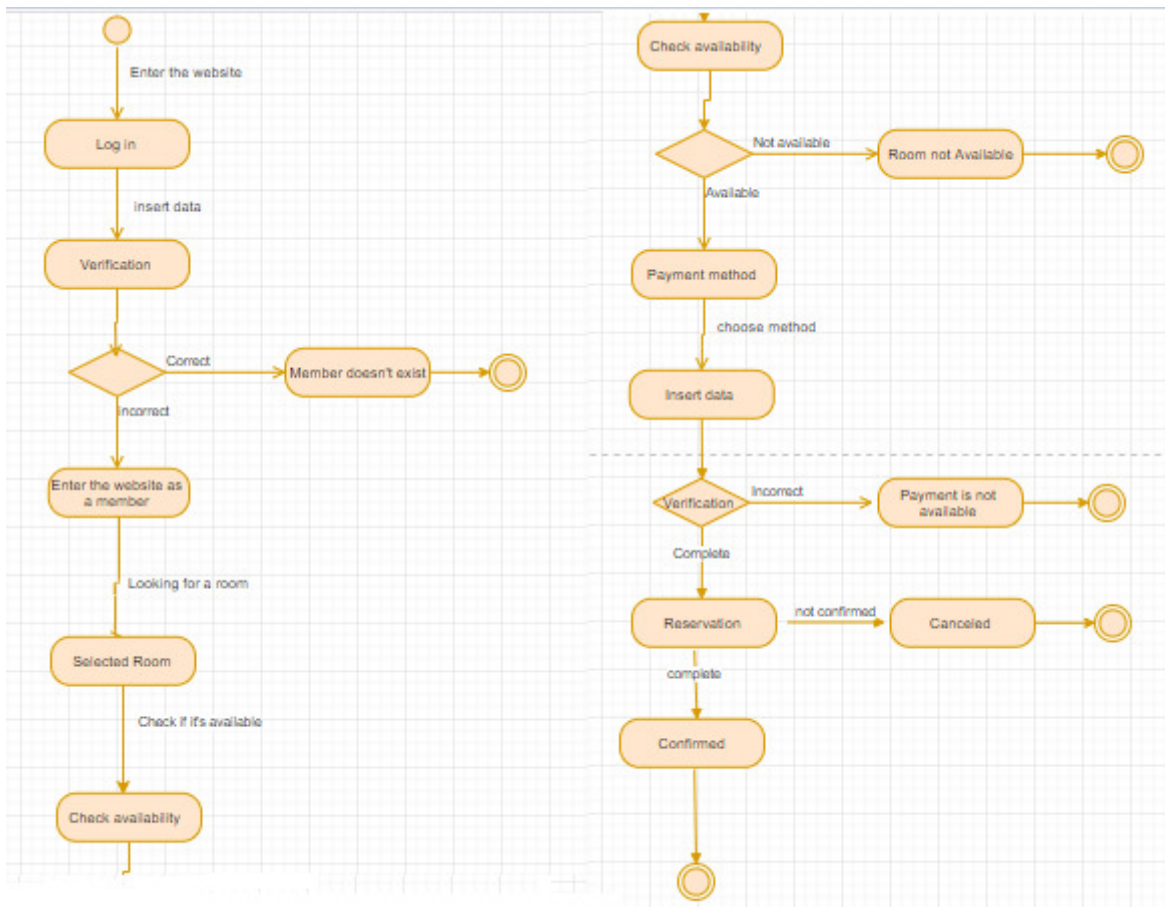 Enter the website
Log in
insert data
Verification
Correct
Member doesn't exist
Incorrect
Enter the website as
a member
Looking for a room
Selected Room
Check if it's available
Check availability
Check availability
Not available
Room not Available
Available
Payment method
choose method
Insert data
Verification
Incorrect
Payment is not
available
Complete
Reservation
not confirmed
Canceled
complete
Confirmed